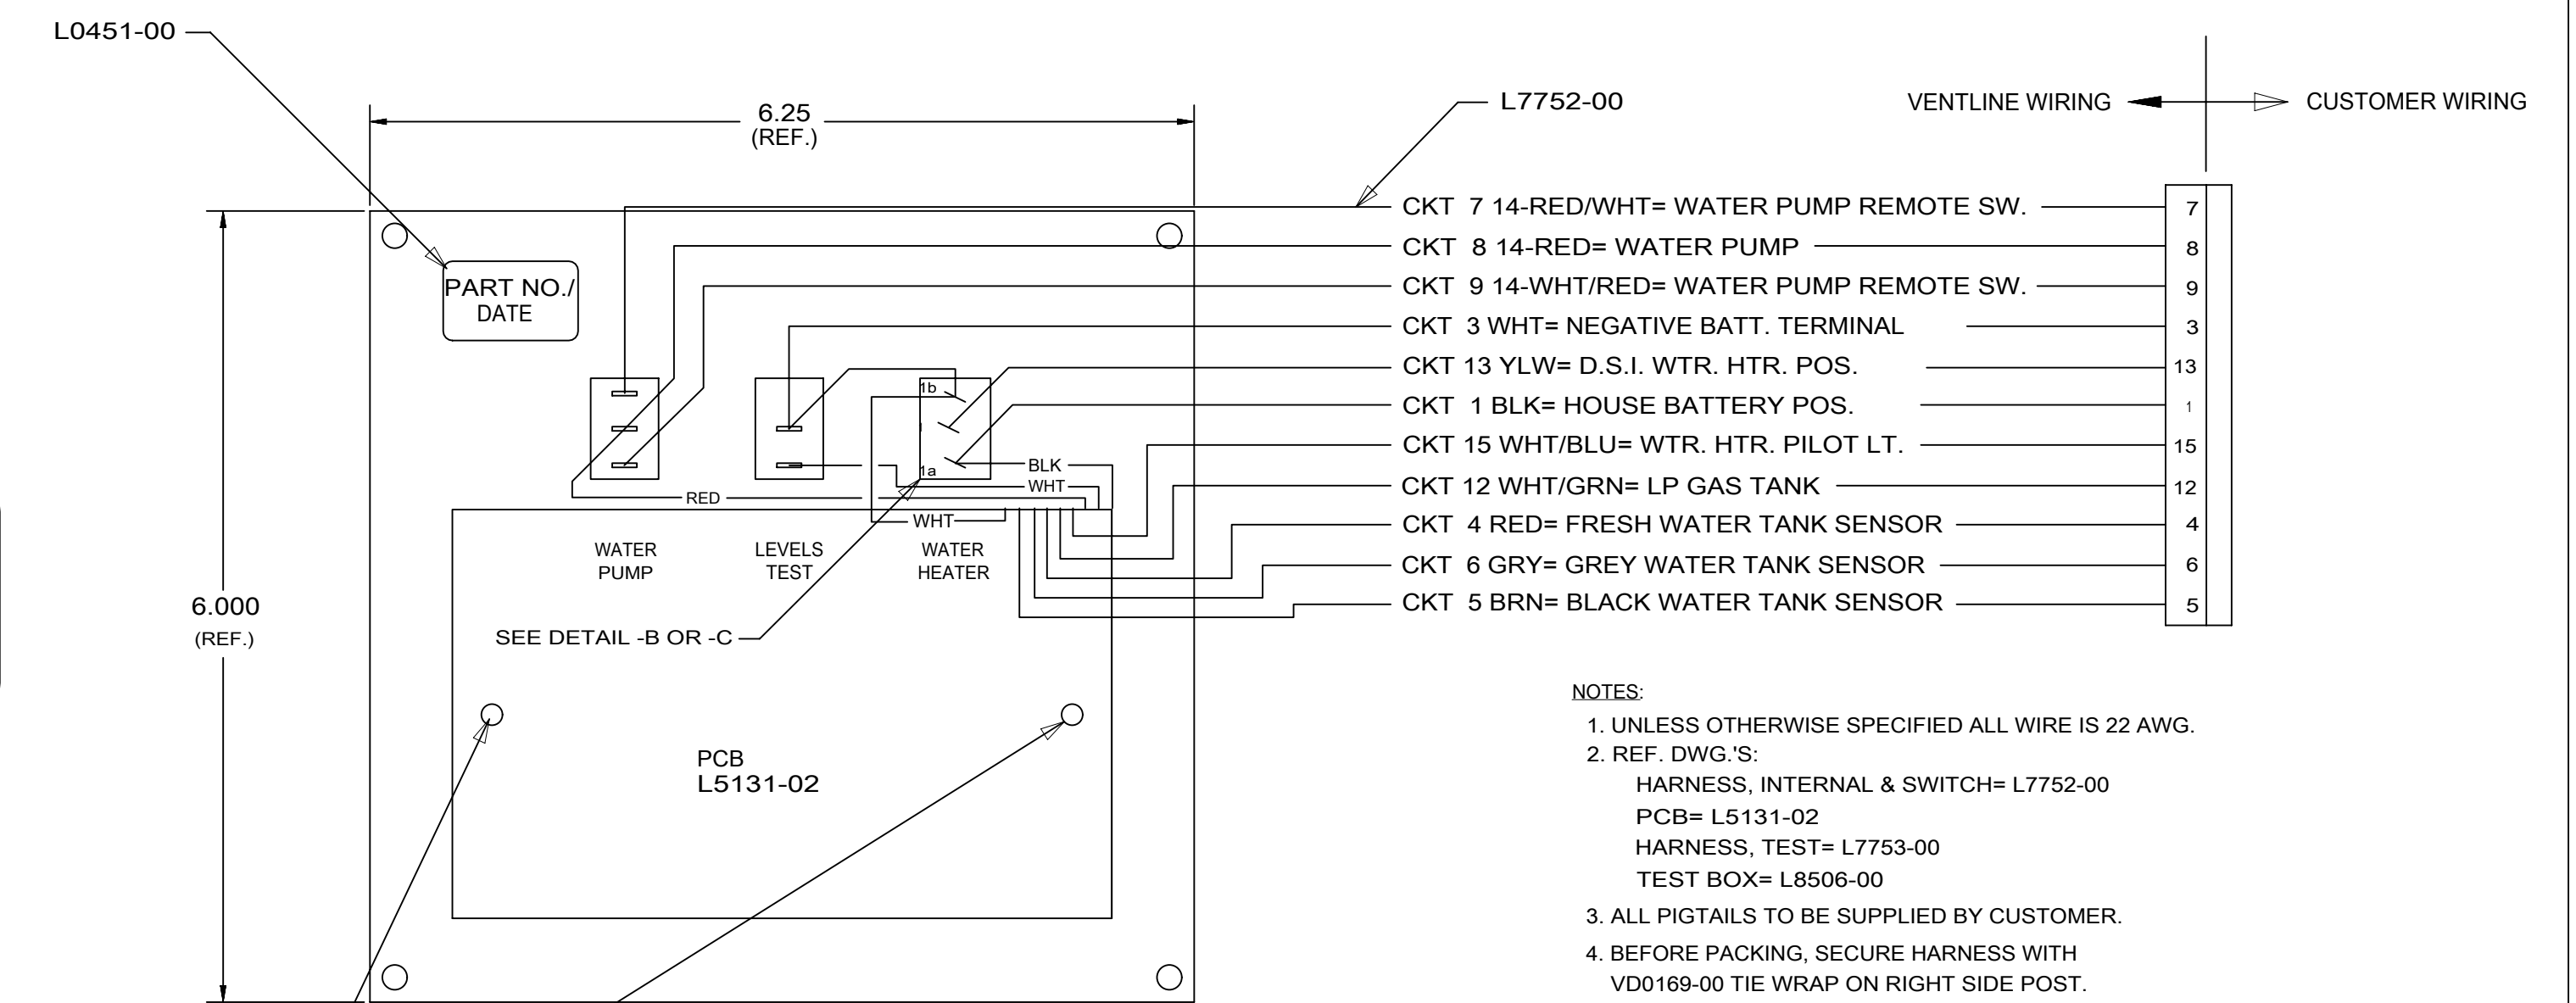 L0451-00
6.25
(REF.)
L7752-00
VENTLINE WIRING
CUSTOMER WIRING
CKT 7 14-RED/WHT= WATER PUMP REMOTE SW.
7
CKT 8 14-RED= WATER PUMP
8
CKT 9 14-WHT/RED= WATER PUMP REMOTE SW.
9
CKT 3 WHT= NEGATIVE BATT. TERMINAL
3
CKT 13 YLW= D.S.I. WTR. HTR. POS.
13
CKT 1 BLK= HOUSE BATTERY POS.
1
CKT 15 WHT/BLU= WTR. HTR. PILOT LT.
15
CKT 12 WHT/GRN= LP GAS TANK
12
CKT 4 RED= FRESH WATER TANK SENSOR
4
CKT 6 GRY= GREY WATER TANK SENSOR
6
CKT 5 BRN= BLACK WATER TANK SENSOR
5
PART NO./
DATE
1b
1a
BLK
WHT
RED
WHT
WATER
PUMP
LEVELS
TEST
WATER
HEATER
6.000
(REF.)
SEE DETAIL -B OR -C
PCB
L5131-02
NOTES:
1. UNLESS OTHERWISE SPECIFIED ALL WIRE IS 22 AWG.
2. REF. DWG.'S:
HARNESS, INTERNAL & SWITCH= L7752-00
PCB= L5131-02
HARNESS, TEST= L7753-00
TEST BOX= L8506-00
3. ALL PIGTAILS TO BE SUPPLIED BY CUSTOMER.
4. BEFORE PACKING, SECURE HARNESS WITH
VD0169-00 TIE WRAP ON RIGHT SIDE POST.